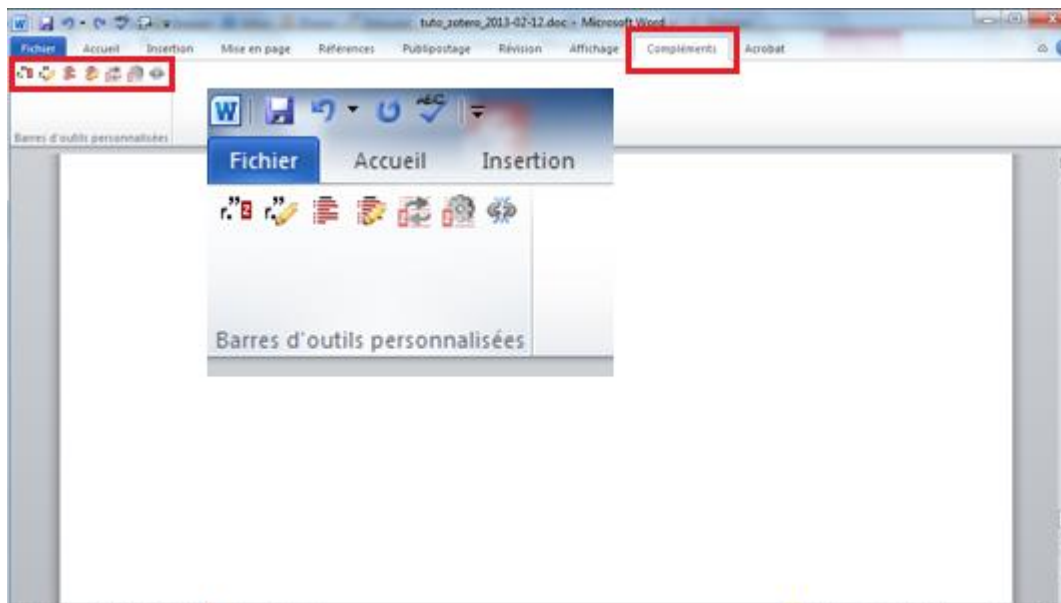 tuto_zotero_2013-02-12.doc - Microsoft Word
Fichier Accueil Insertion Mise en page Références Publipostage Révision Affichage Compléments Acrobat
Barres d'outils personnalisées
W ABC
Fichier Accueil Insertion
r.” z r.”
Barres d'outils personnalisées